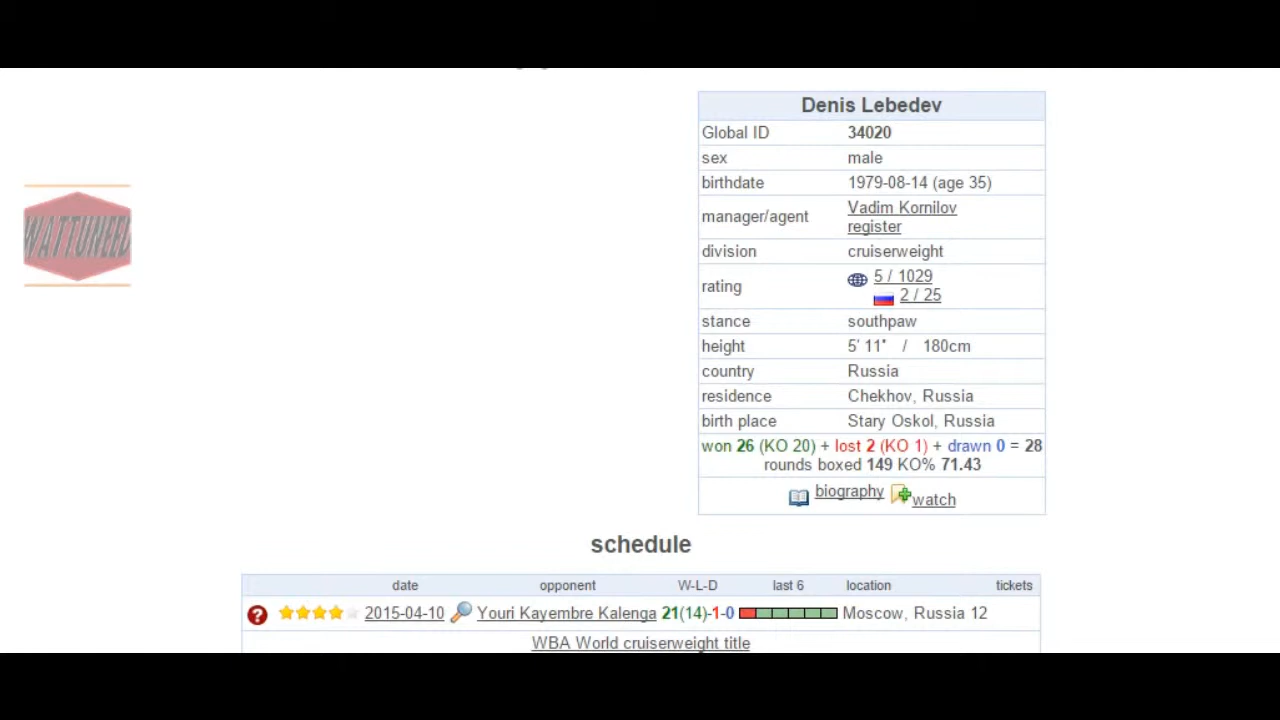 WATTUNEED
Denis Lebedev
Global ID 34020
sex male
birthdate 1979-08-14 (age 35)
manager/agent Vadim Kornilov
register
division cruiserweight
rating 5 / 1029
2 / 25
stance southpaw
height 5' 11" / 180cm
country Russia
residence Chekhov, Russia
birth place Stary Oskol, Russia
won 26 (KO 20) + lost 2 (KO 1) + drawn 0 = 28
rounds boxed 149 KO% 71.43
biography watch
schedule
date opponent W-L-D last 6 location tickets
? 2015-04-10 Youri Kayembre Kalenga 21(14)-1-0 Moscow, Russia 12
WBA World cruiserweight title